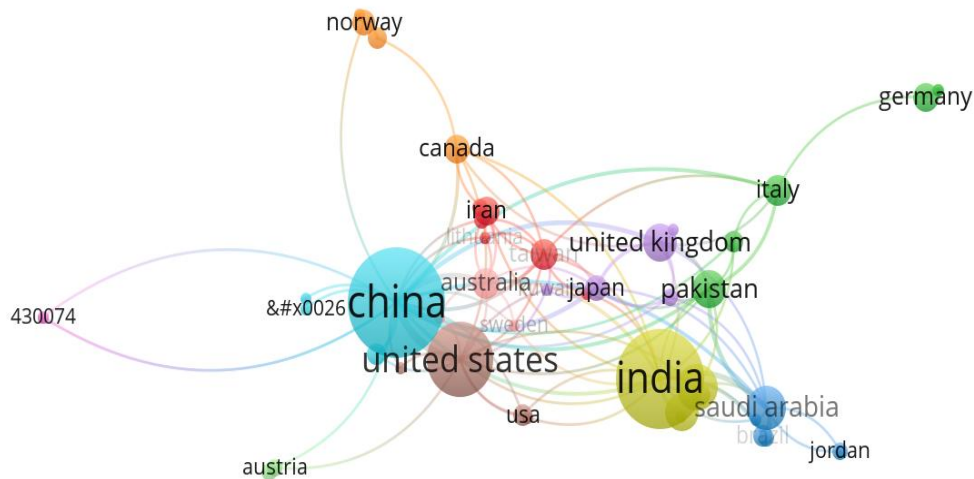 norway
germany
canada
italy
iran
lithuania
united kingdom
taiwan
australia
kuwait
japan
pakistan
china
&#x0026
430074
sweden
united states
india
usa
saudi arabia
brazil
jordan
austria